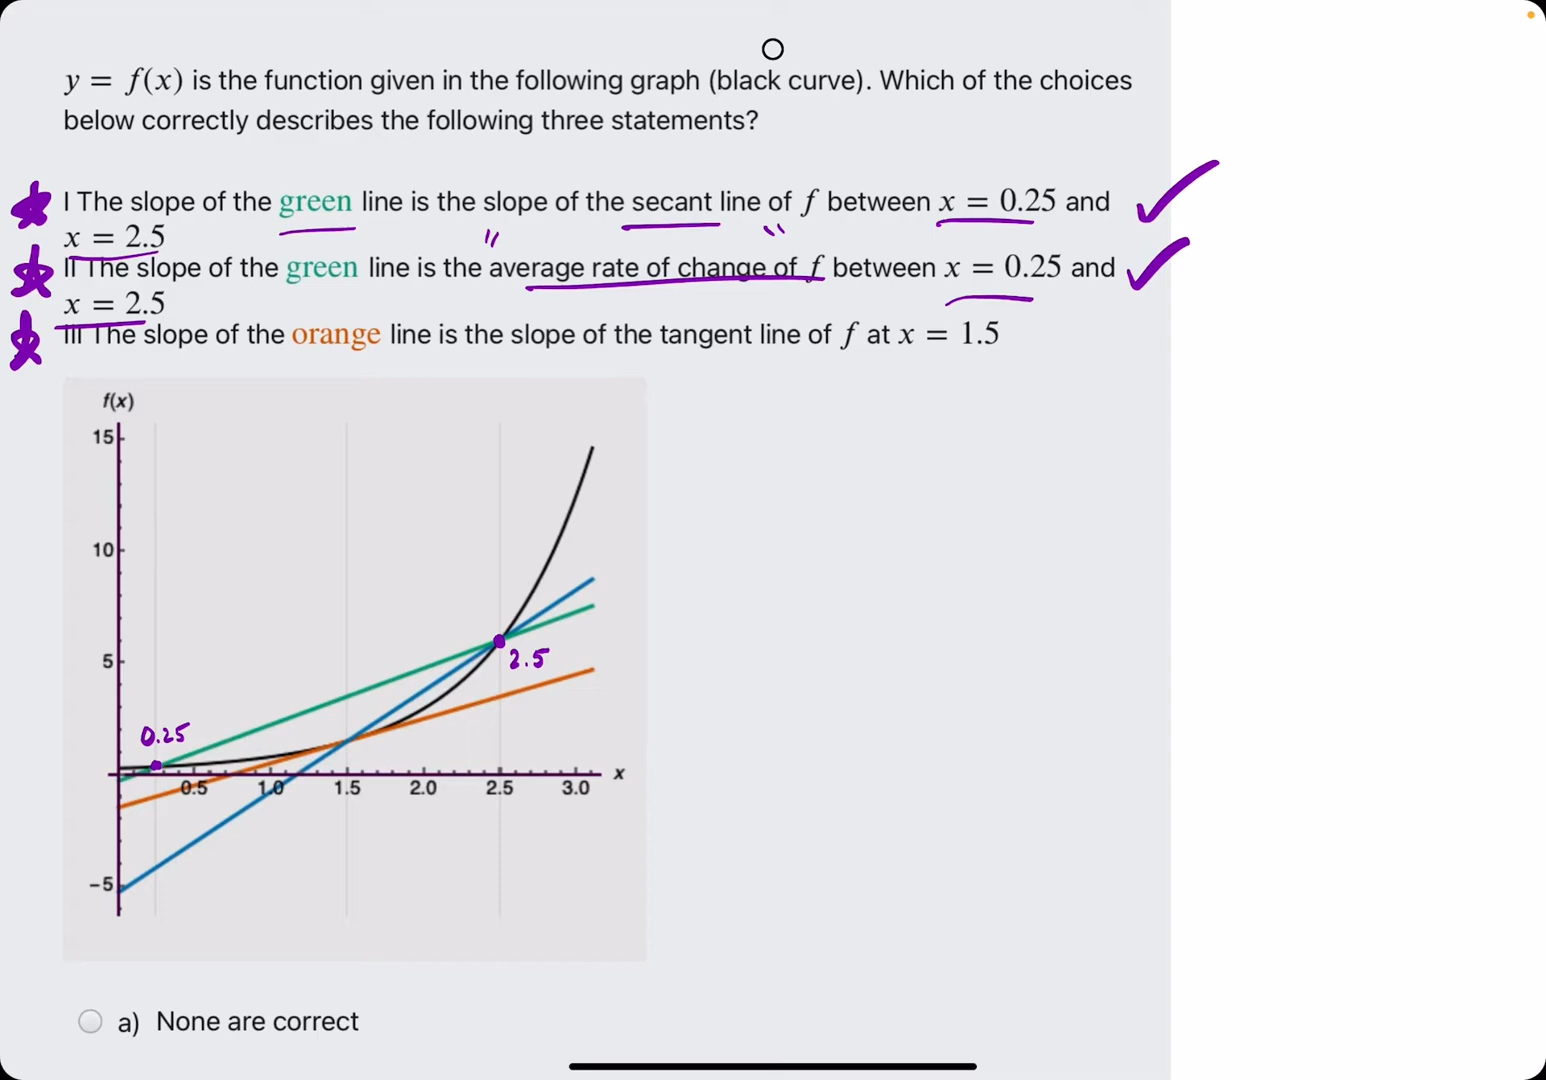 y = f(x) is the function given in the following graph (black curve). Which of the choices
below correctly describes the following three statements?
I The slope of the green line is the slope of the secant line of f between x = 0.25 and
x = 2.5
II The slope of the green line is the average rate of change of f between x = 0.25 and
x = 2.5
III The slope of the orange line is the slope of the tangent line of f at x = 1.5
f(x)
15
10
5
2.5
0.25
x
0.5 1.0 1.5 2.0 2.5 3.0
−5
a) None are correct